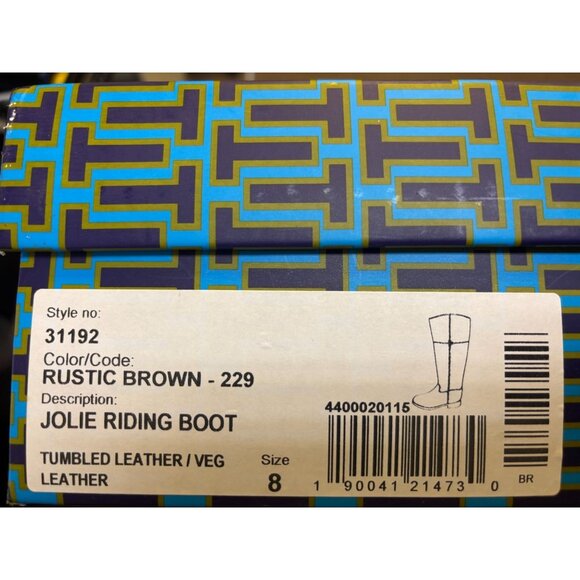 Style no:
31192
Color/Code:
RUSTIC BROWN - 229
Description:
JOLIE RIDING BOOT
4400020115
TUMBLED LEATHER / VEG
LEATHER
Size
8
1 90041 21473 0
BR